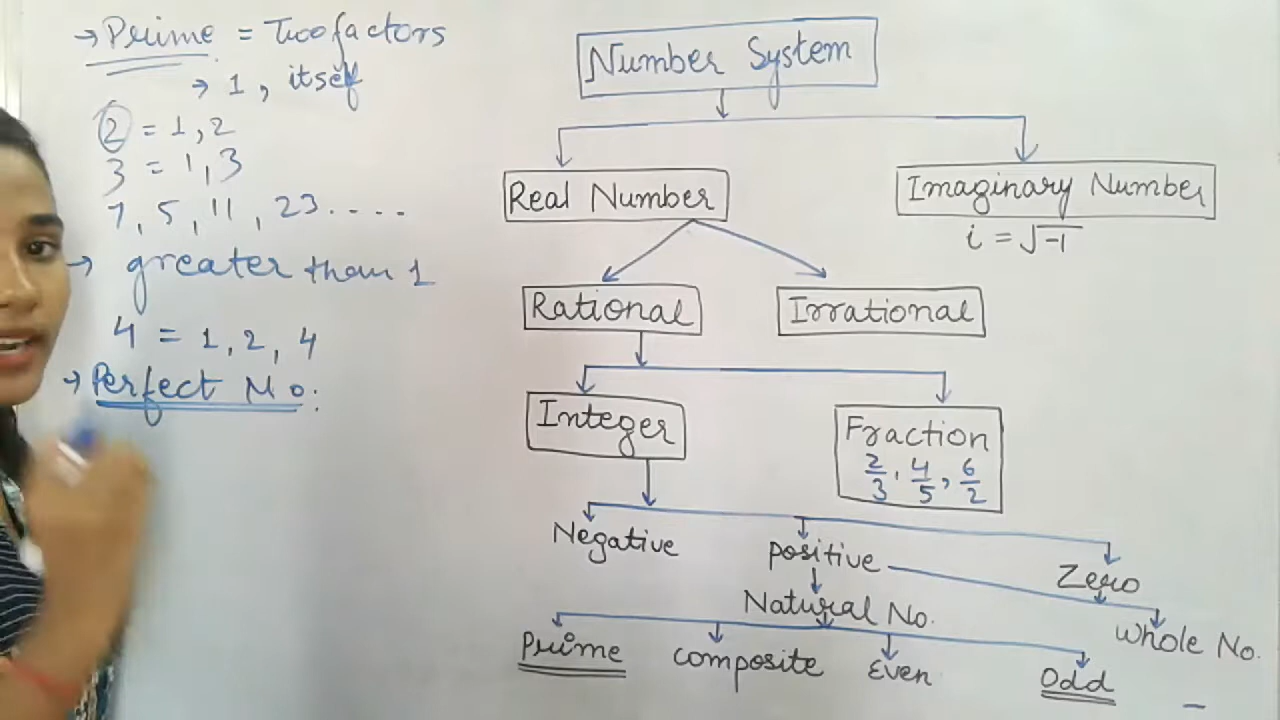 → Prime = Two factors
→ 1, itself
2 = 1, 2
3 = 1, 3
7, 5, 11, 23....
→ greater than 1
4 = 1, 2, 4
→ Perfect No:
Number System
Real Number
Imaginary Number
i = √-1
Rational
Irrational
Integer
Fraction
2/3, 4/5, 6/2
Negative
positive
Zero
Natural No.
Whole No.
Prime
composite
Even
Odd